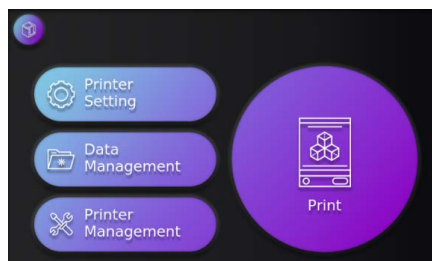 Printer
Setting
Data
Management
Printer
Management
Print